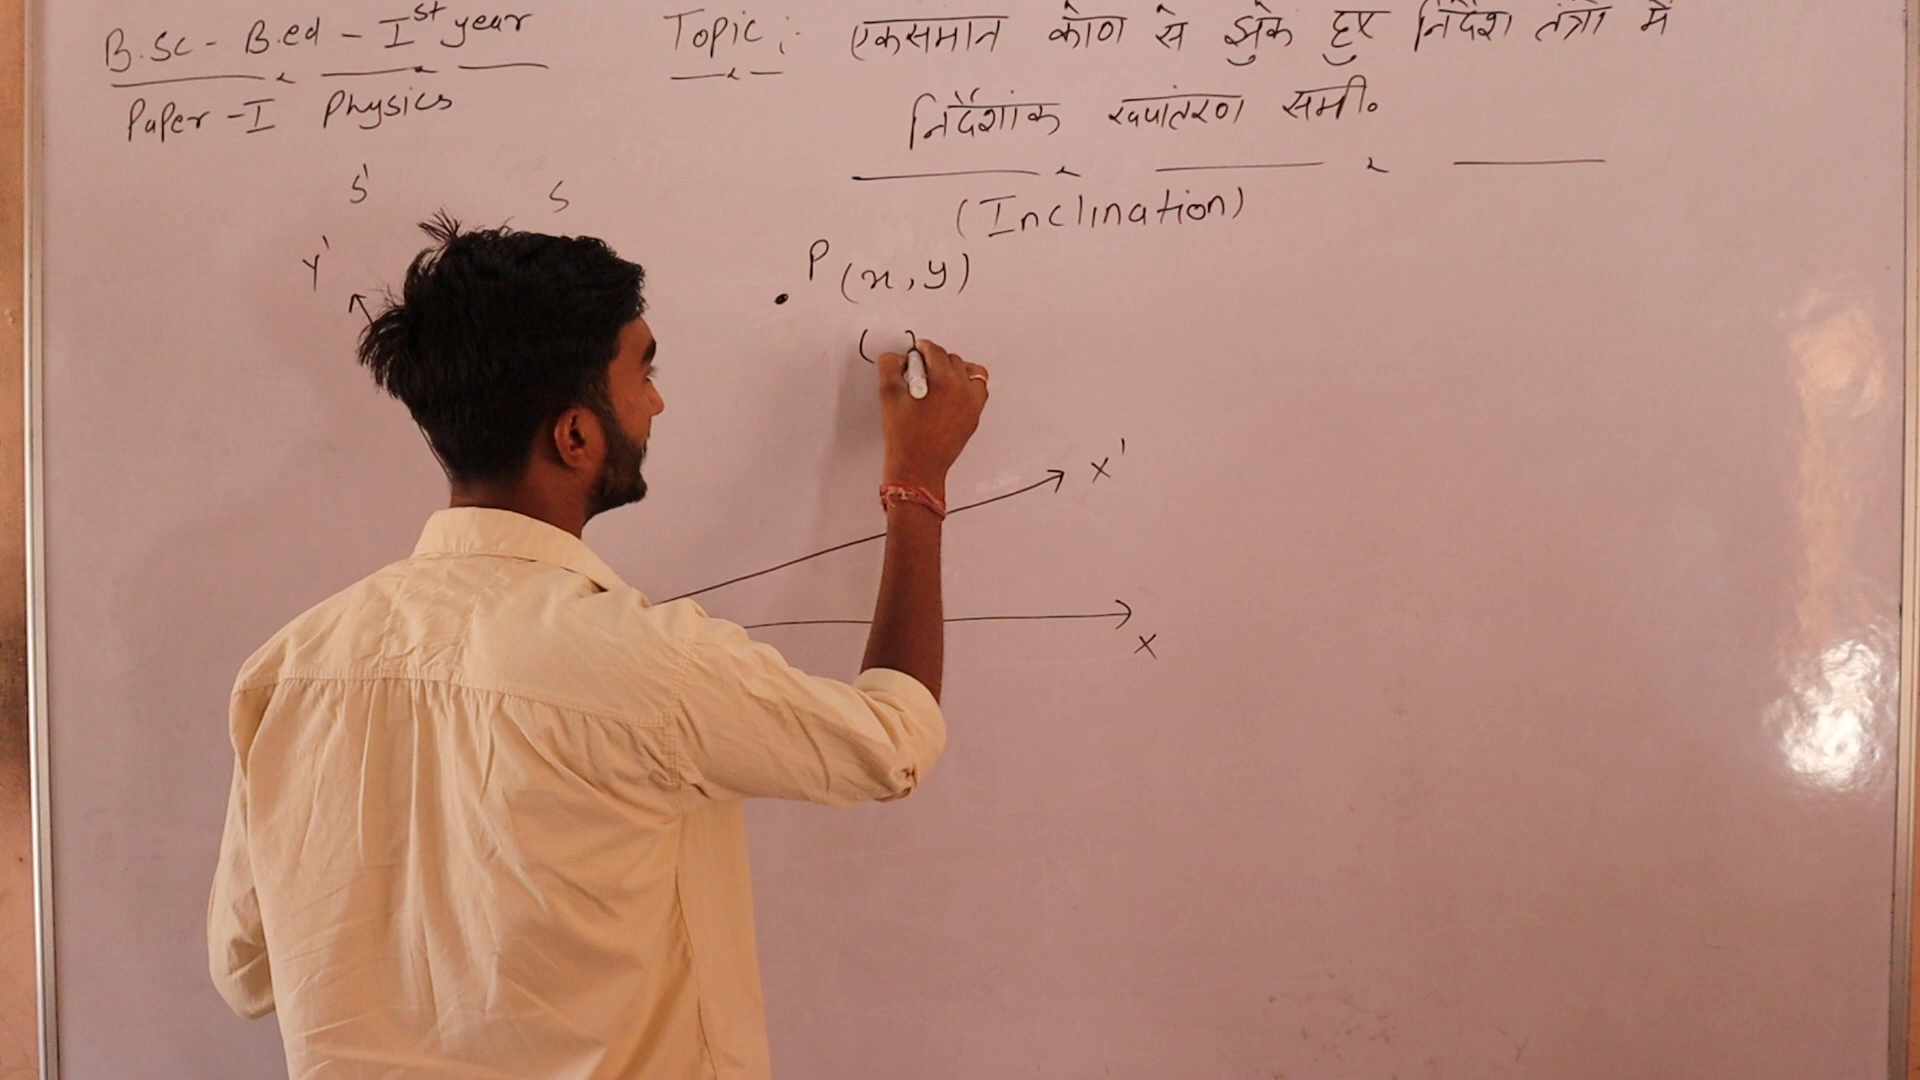 B.Sc - B.ed - Ist year
Paper - I Physics
Topic :- एकसमान कोण से झुके हुए निर्देश तंत्रों में
निर्देशांक रूपांतरण समी०
(Inclination)
S'
S
Y'
P (x, y)
(
X'
X